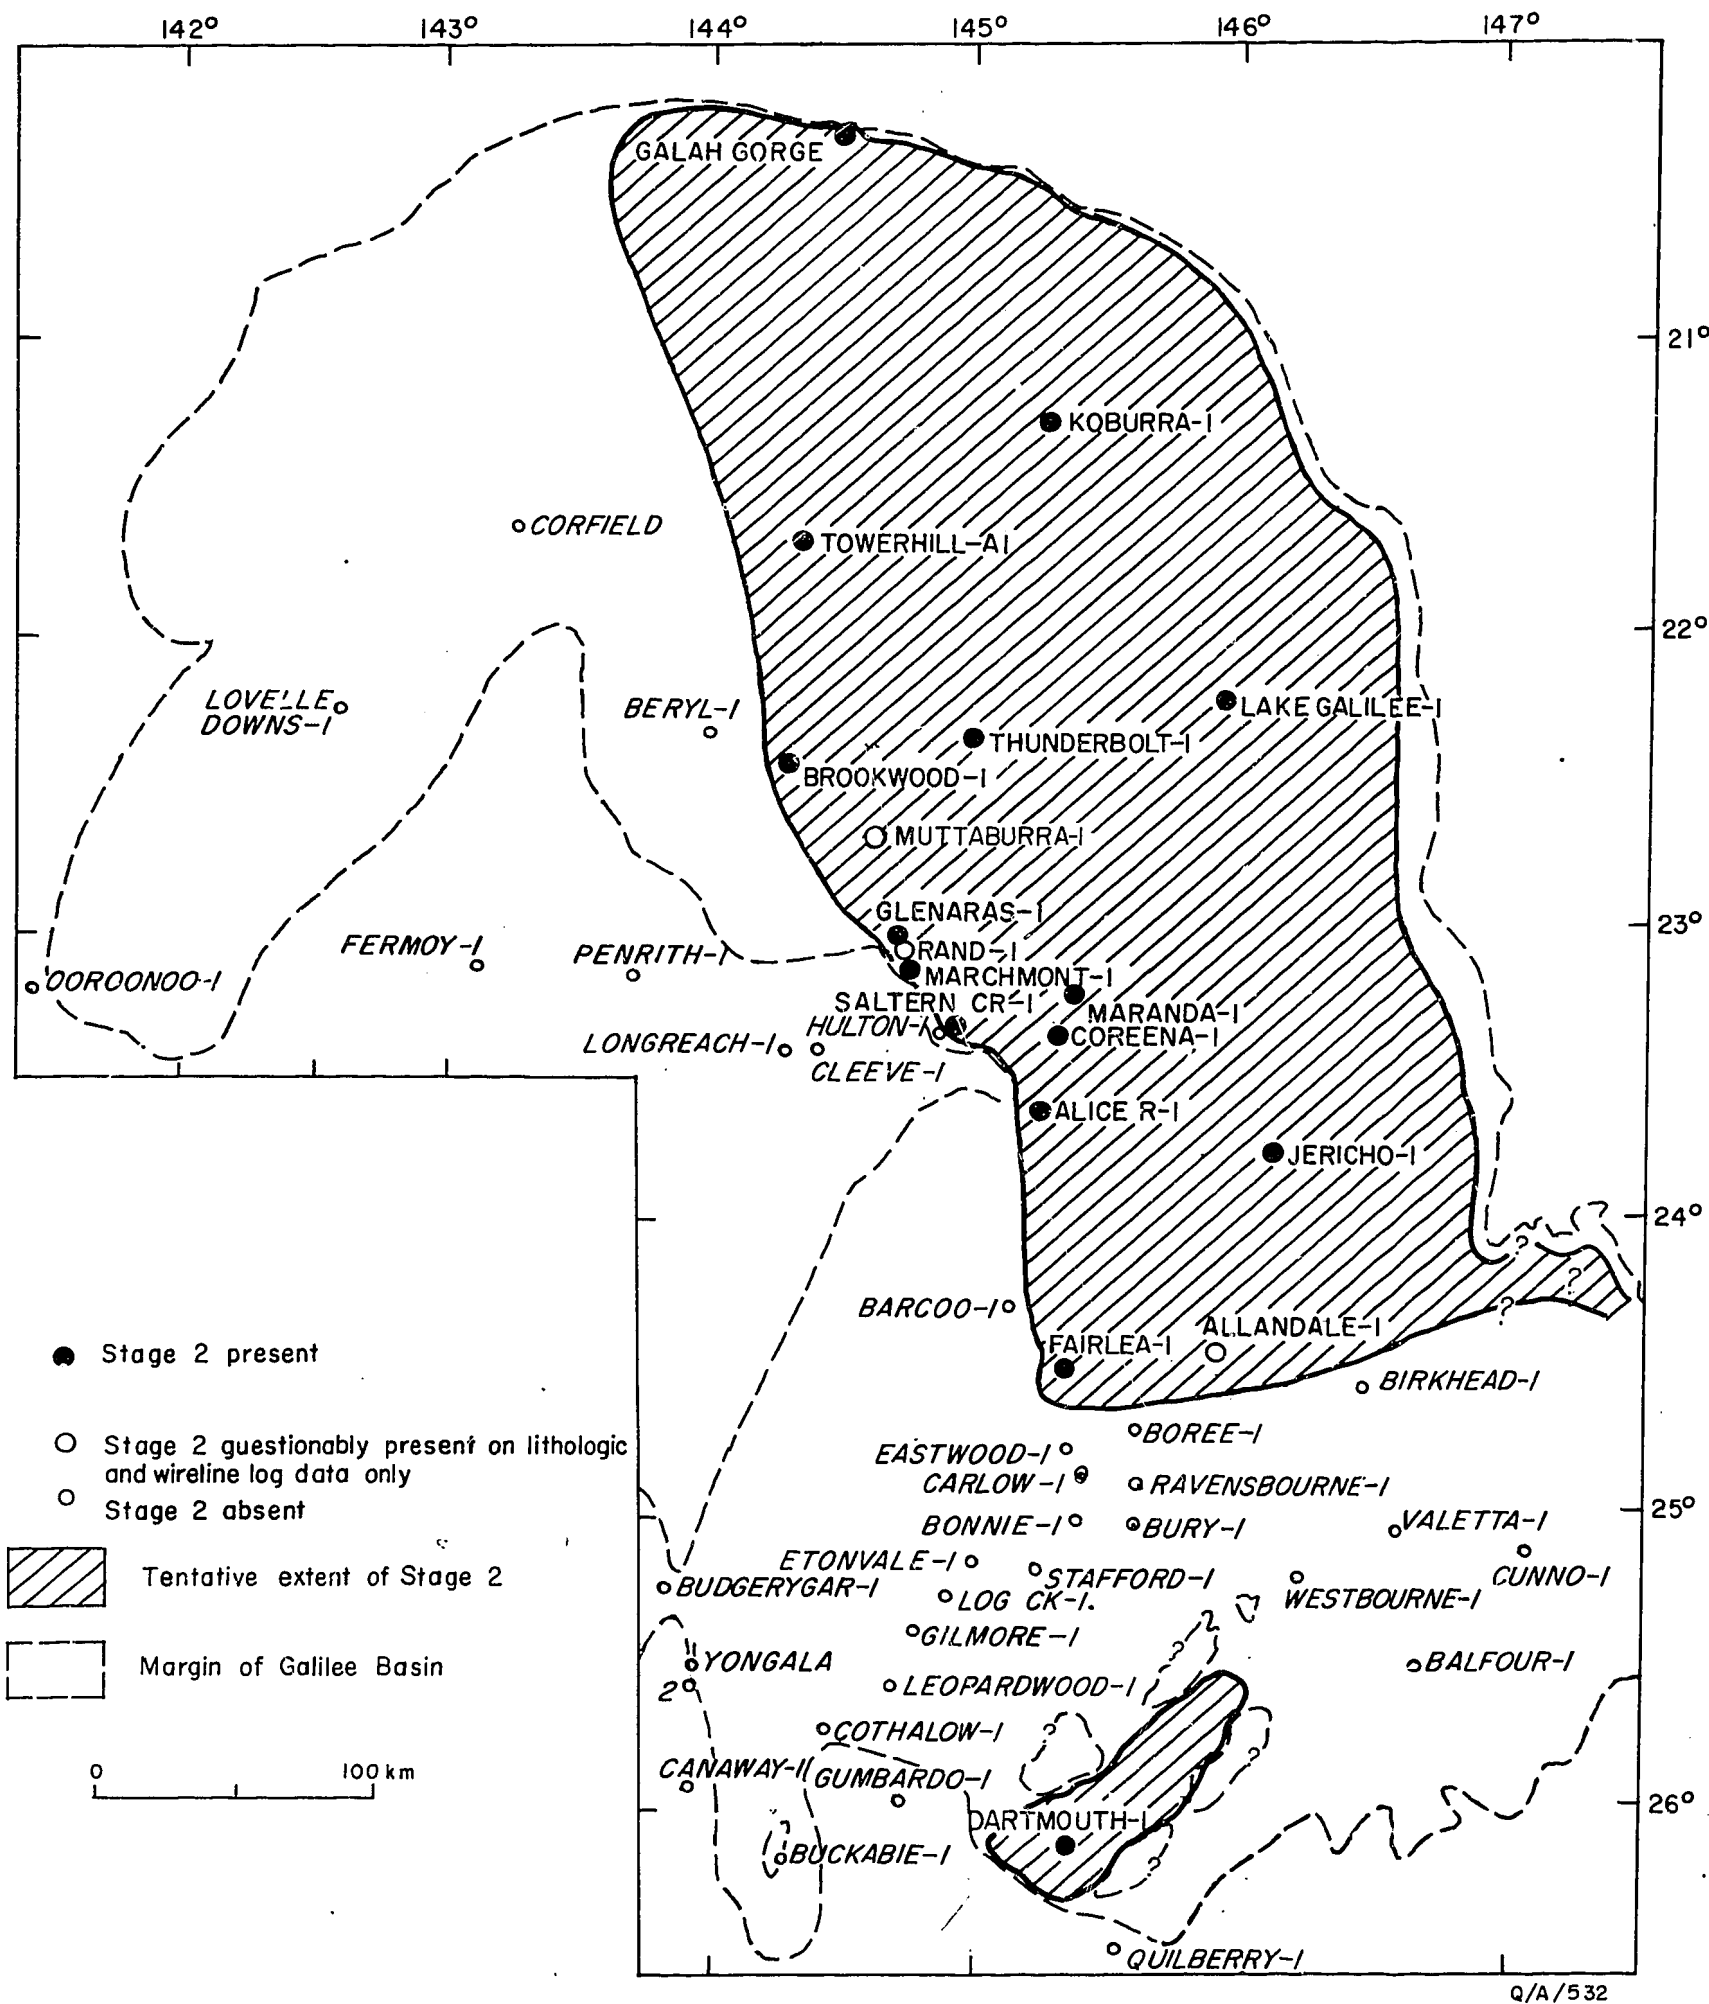 142° 143° 144° 145° 146° 147°
GALAH GORGE
21°
KOBURRA-1
CORFIELD
TOWERHILL-A1
22°
LOVELLE
DOWNS-1
BERYL-1
LAKE GALILEE-1
THUNDERBOLT-1
BROOKWOOD-1
MUTTABURRA-1
GLENARAS-1
23°
FERMOY-1
PENRITH-1
RAND-1
MARCHMONT-1
OOROONOO-1
SALTERN CR-1
MARANDA-1
HULTON-1
COREENA-1
LONGREACH-1
CLEEVE-1
ALICE R-1
JERICHO-1
24°
?
?
?
?
BARCOO-1
ALLANDALE-1
FAIRLEA-1
BIRKHEAD-1
Stage 2 present
BOREE-1
EASTWOOD-1
Stage 2 guestionably present on lithologic
and wireline log data only
CARLOW-1
RAVENSBOURNE-1
Stage 2 absent
25°
BONNIE-1
BURY-1
VALETTA-1
ETONVALE-1
STAFFORD-1
CUNNO-1
Tentative extent of Stage 2
BUDGERYGAR-1
LOG CK-1.
WESTBOURNE-1
GILMORE-1
?
?
Margin of Galilee Basin
1
YONGALA
BALFOUR-1
2
LEOPARDWOOD-1
COTHALOW-1
?
?
0 100 km
CANAWAY-1
GUMBARDO-1
26°
DARTMOUTH-1
BUCKABIE-1
?
QUILBERRY-1
Q/A/532